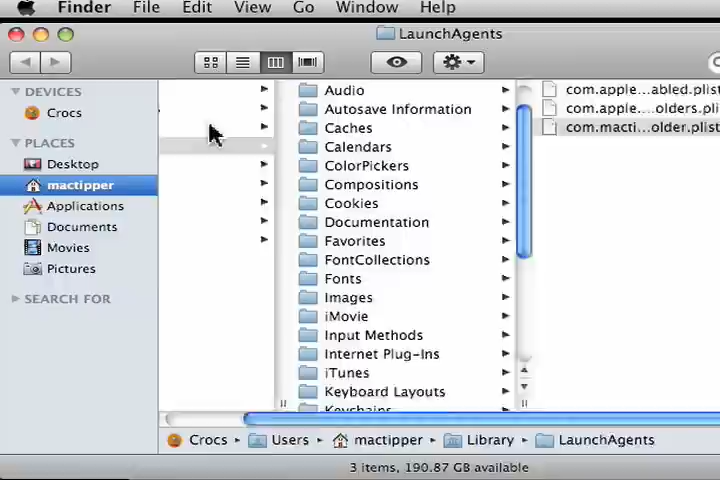 Finder File Edit View Go Window Help
LaunchAgents
DEVICES
Crocs
PLACES
Desktop
mactipper
Applications
Documents
Movies
Pictures
SEARCH FOR
Audio
Autosave Information
Caches
Calendars
ColorPickers
Compositions
Cookies
Documentation
Favorites
FontCollections
Fonts
Images
iMovie
Input Methods
Internet Plug-Ins
iTunes
Keyboard Layouts
Keychains
com.apple...abled.plist
com.apple...olders.pli
com.macti...older.plist
Crocs Users mactipper Library LaunchAgents
3 items, 190.87 GB available